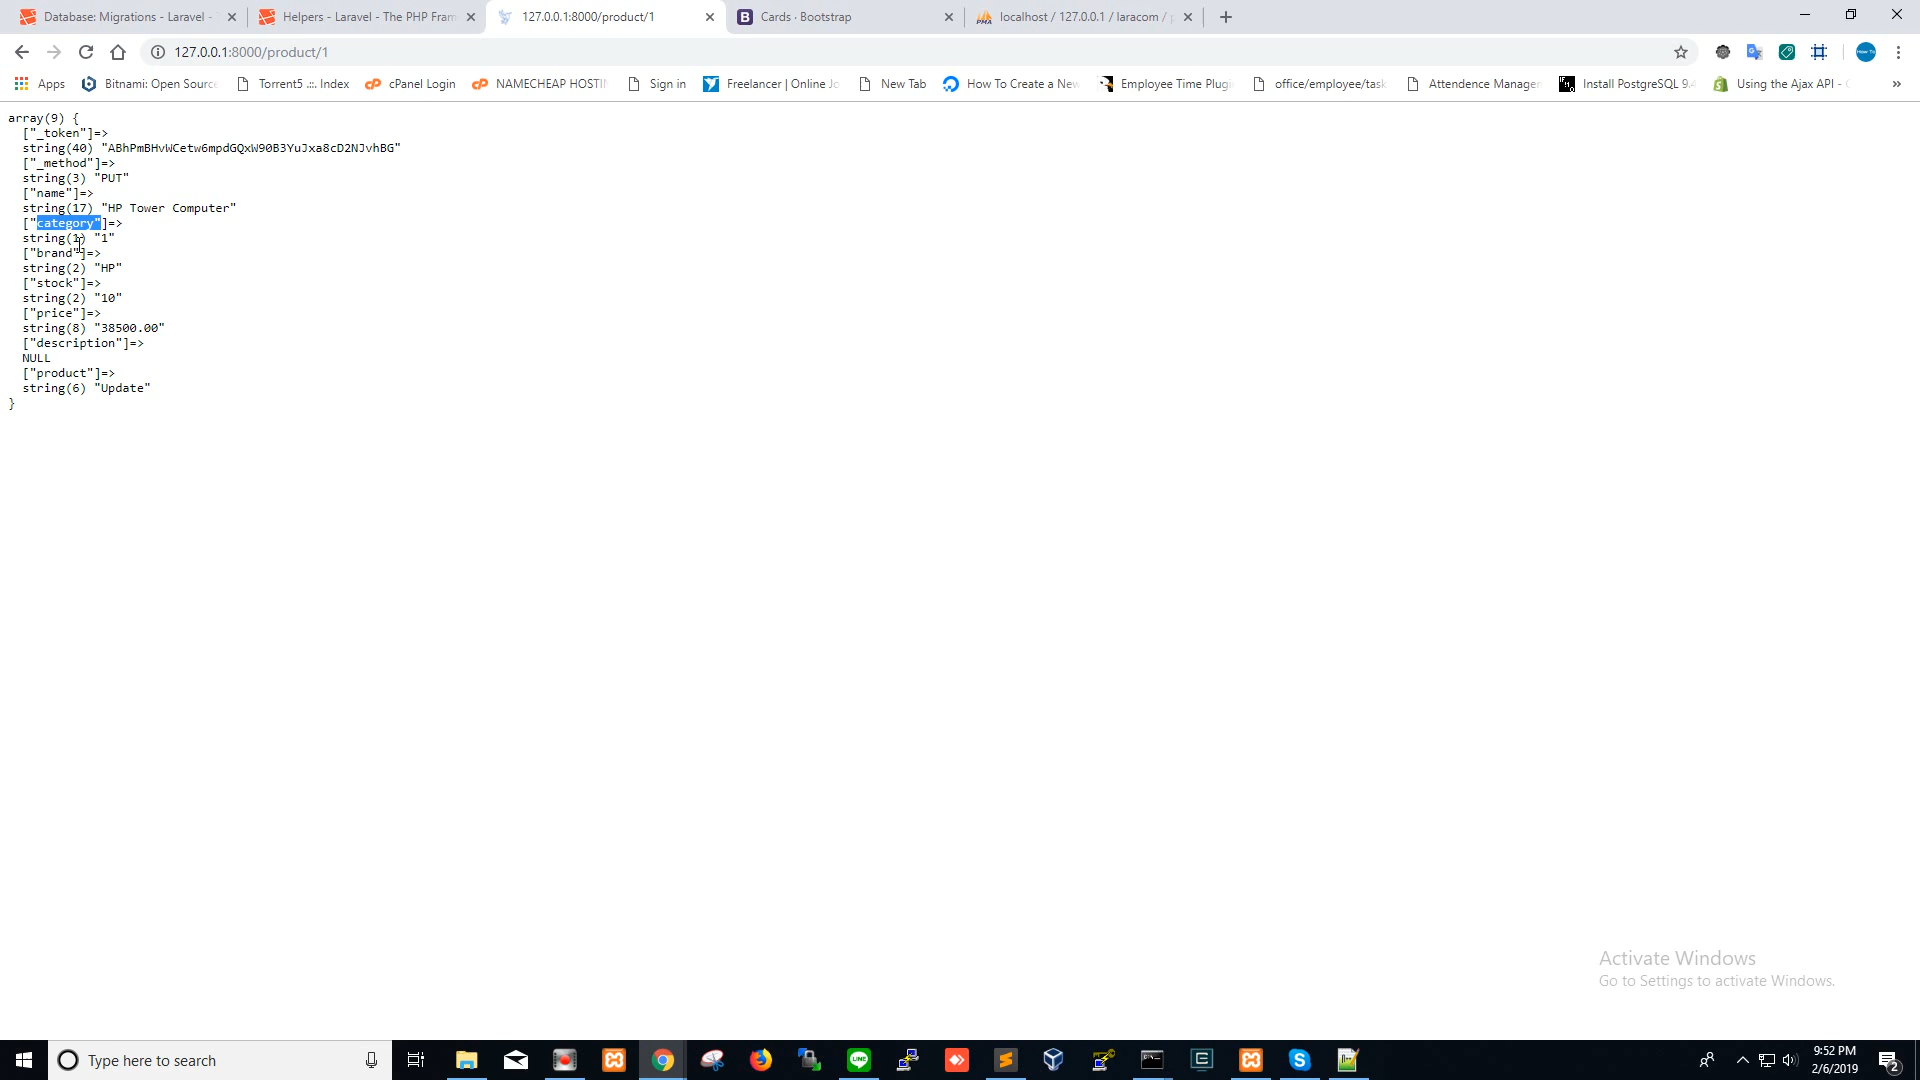 Database: Migrations - Laravel -
Helpers - Laravel - The PHP Fram
127.0.0.1:8000/product/1
Cards · Bootstrap
localhost / 127.0.0.1 / laracom /
127.0.0.1:8000/product/1
Apps
Bitnami: Open Source
Torrent5 .::. Index
cPanel Login
NAMECHEAP HOSTI
Sign in
Freelancer | Online Jo
New Tab
How To Create a New
Employee Time Plugi
office/employee/task
Attendence Manager
Install PostgreSQL 9.4
Using the Ajax API -
»
array(9) {
["_token"]=>
string(40) "ABhPmBHvWCetw6mpdGQxW90B3YuJxa8cD2NJvhBG"
["_method"]=>
string(3) "PUT"
["name"]=>
string(17) "HP Tower Computer"
["category"]=>
string(1) "1"
["brand"]=>
string(2) "HP"
["stock"]=>
string(2) "10"
["price"]=>
string(8) "38500.00"
["description"]=>
NULL
["product"]=>
string(6) "Update"
}
Activate Windows
Go to Settings to activate Windows.
Type here to search
9:52 PM
2/6/2019
2